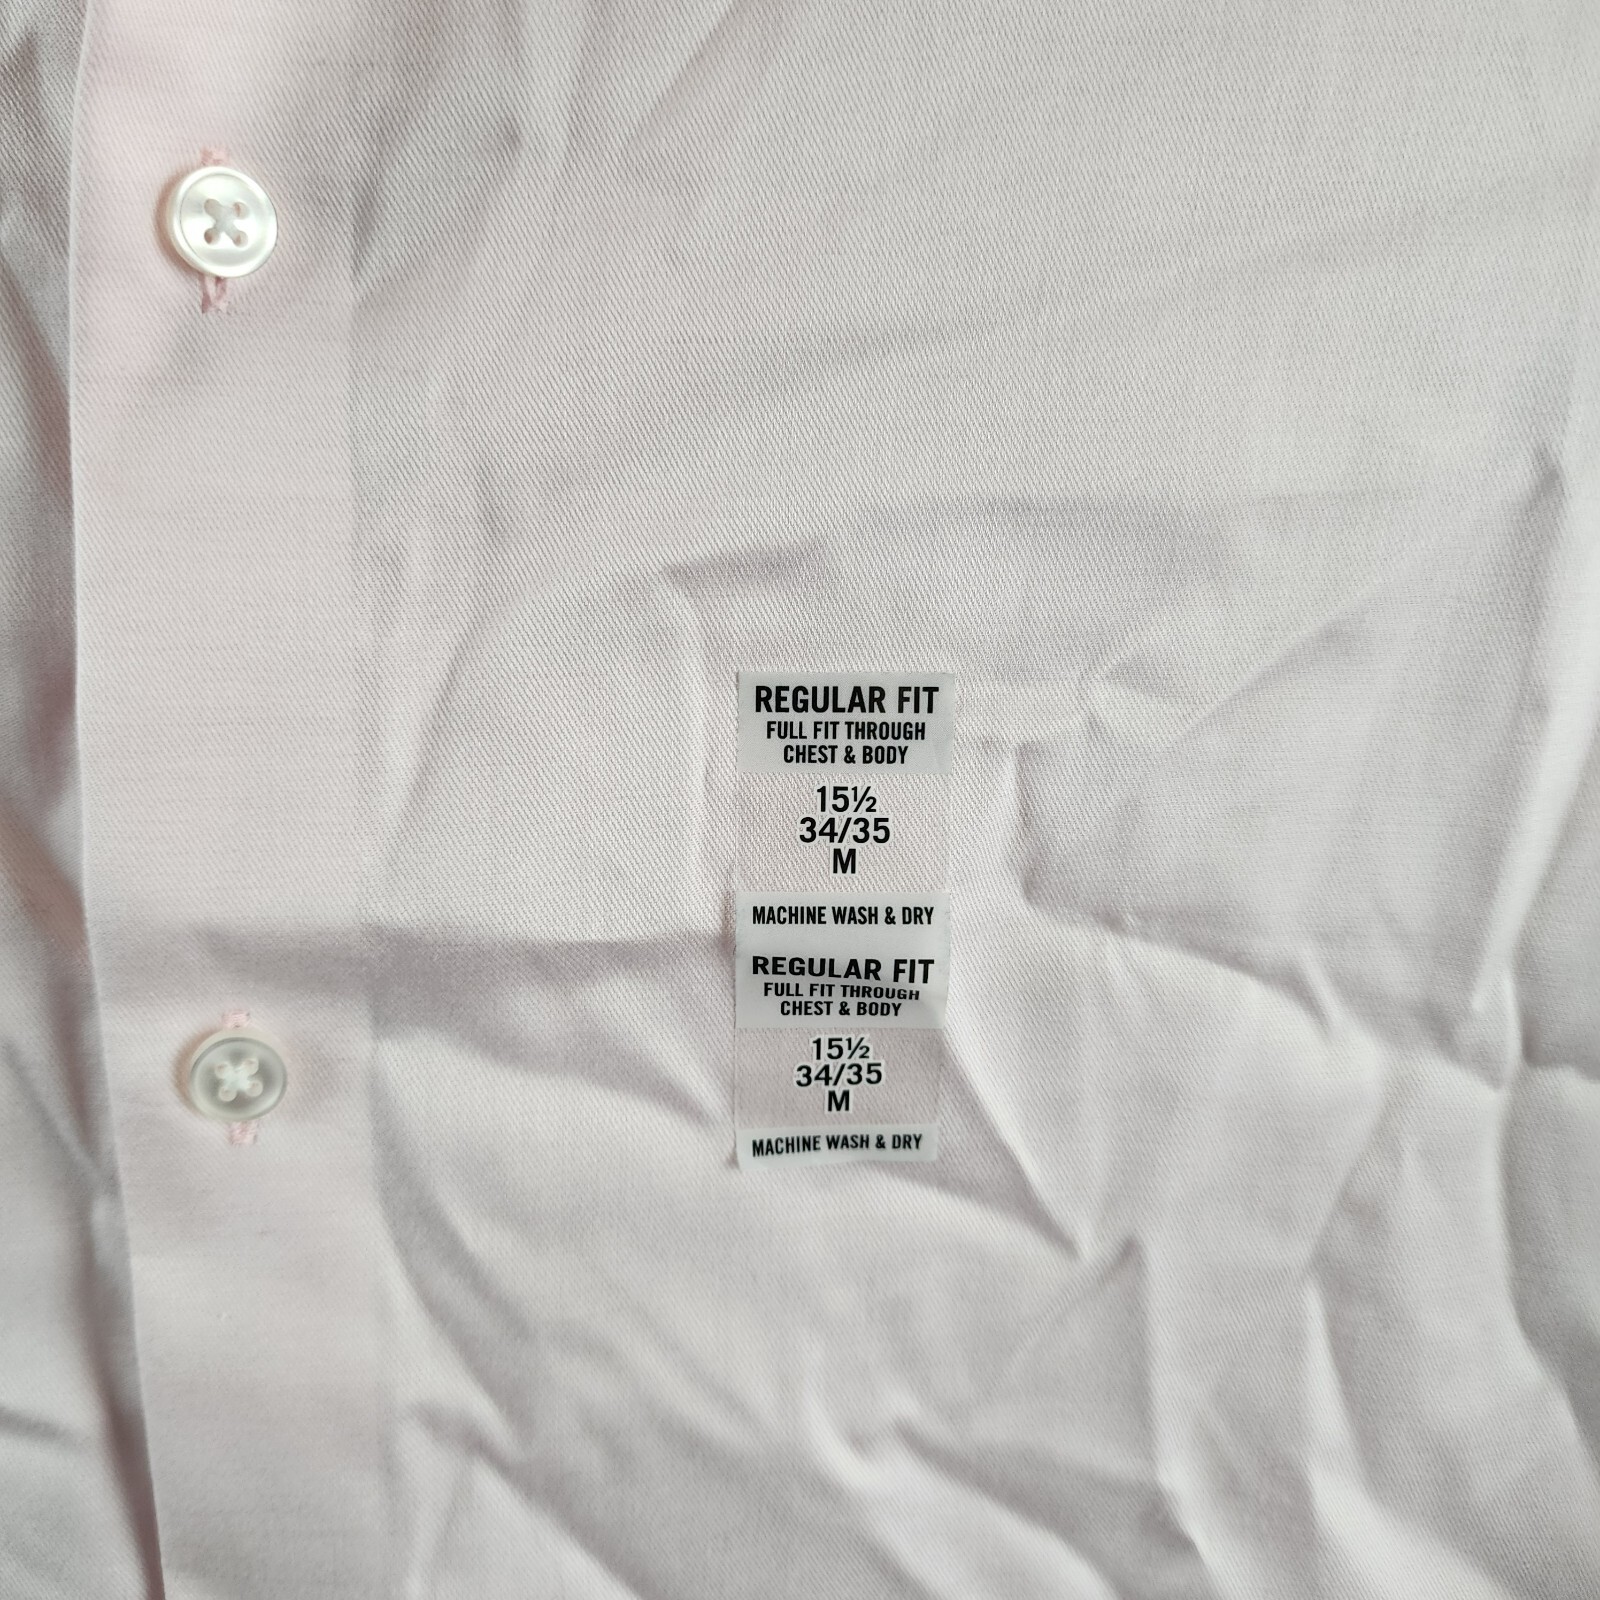 REGULAR FIT
FULL FIT THROUGH
CHEST & BODY
15½
34/35
M
MACHINE WASH & DRY
REGULAR FIT
FULL FIT THROUGH
CHEST & BODY
15½
34/35
M
MACHINE WASH & DRY